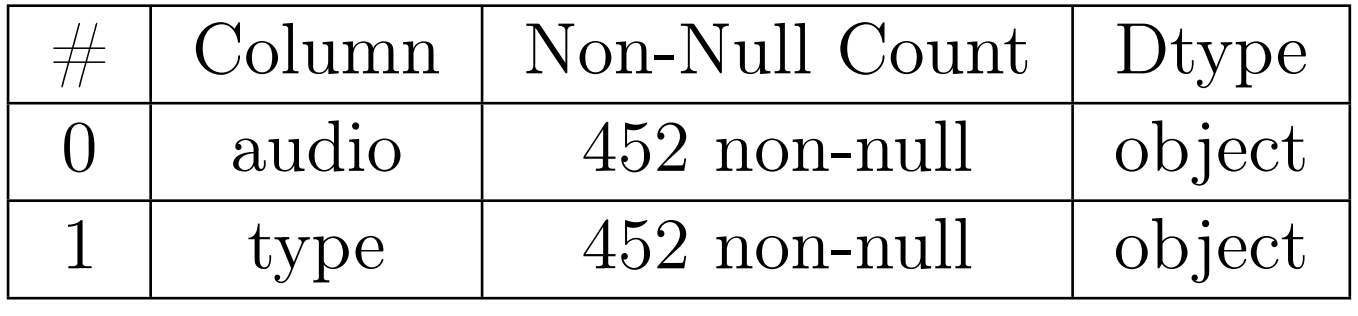 # Column Non-Null Count Dtype
0 audio 452 non-null object
1 type 452 non-null object